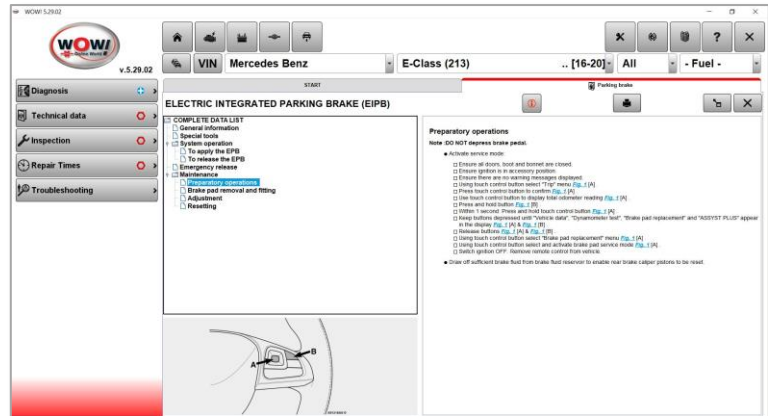 WOW! 5.29.02
WOW!
Würth Online World
v.5.29.02
VIN
Mercedes Benz
E-Class (213)
.. [16-20]
All
- Fuel -
?
START
Parking brake
Diagnosis
Technical data
Inspection
Repair Times
Troubleshooting
ELECTRIC INTEGRATED PARKING BRAKE (EIPB)
COMPLETE DATA LIST
General information
Special tools
System operation
To apply the EPB
To release the EPB
Emergency release
Maintenance
Preparatory operations
Brake pad removal and fitting
Adjustment
Resetting
A
B
Preparatory operations
Note :DO NOT depress brake pedal.
Activate service mode:
Ensure all doors, boot and bonnet are closed.
Ensure ignition is in accessory position.
Ensure there are no warning messages displayed.
Using touch control button select "Trip" menu Fig. 1 [A].
Press touch control button to confirm Fig. 1 [A].
Use touch control button to display total odometer reading Fig. 1 [A].
Press and hold button Fig. 1 [B].
Within 1 second: Press and hold touch control button Fig. 1 [A].
Keep buttons depressed until "Vehicle data", "Dynamometer test", "Brake pad replacement" and "ASSYST PLUS" appear
in the display Fig. 1 [A] & Fig. 1 [B].
Release buttons Fig. 1 [A] & Fig. 1 [B].
Using touch control button select "Brake pad replacement" menu Fig. 1 [A].
Using touch control button select and activate brake pad service mode Fig. 1 [A].
Switch ignition OFF. Remove remote control from vehicle.
Draw off sufficient brake fluid from brake fluid reservoir to enable rear brake caliper pistons to be reset.